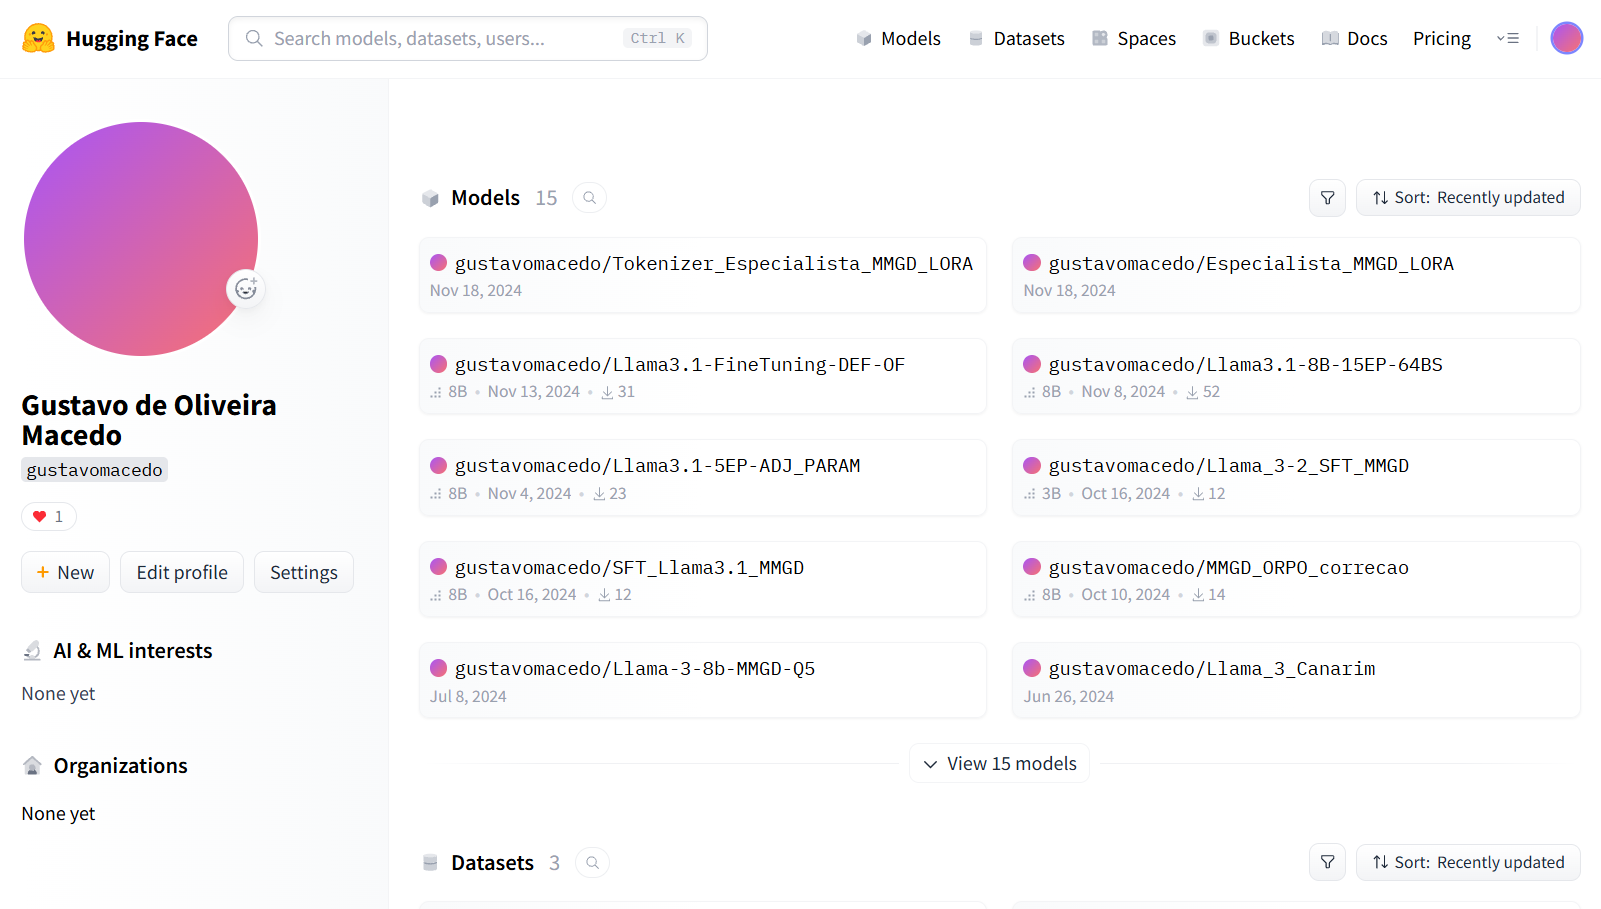 Hugging Face
Search models, datasets, users...
Ctrl K
Models
Datasets
Spaces
Buckets
Docs
Pricing
Gustavo de Oliveira
Macedo
gustavomacedo
1
+ New
Edit profile
Settings
AI & ML interests
None yet
Organizations
None yet
Models 15
Sort: Recently updated
gustavomacedo/Tokenizer_Especialista_MMGD_LORA
Nov 18, 2024
gustavomacedo/Especialista_MMGD_LORA
Nov 18, 2024
gustavomacedo/Llama3.1-FineTuning-DEF-OF
8B • Nov 13, 2024 • 31
gustavomacedo/Llama3.1-8B-15EP-64BS
8B • Nov 8, 2024 • 52
gustavomacedo/Llama3.1-5EP-ADJ_PARAM
8B • Nov 4, 2024 • 23
gustavomacedo/Llama_3-2_SFT_MMGD
3B • Oct 16, 2024 • 12
gustavomacedo/SFT_Llama3.1_MMGD
8B • Oct 16, 2024 • 12
gustavomacedo/MMGD_ORPO_correcao
8B • Oct 10, 2024 • 14
gustavomacedo/Llama-3-8b-MMGD-Q5
Jul 8, 2024
gustavomacedo/Llama_3_Canarim
Jun 26, 2024
View 15 models
Datasets 3
Sort: Recently updated